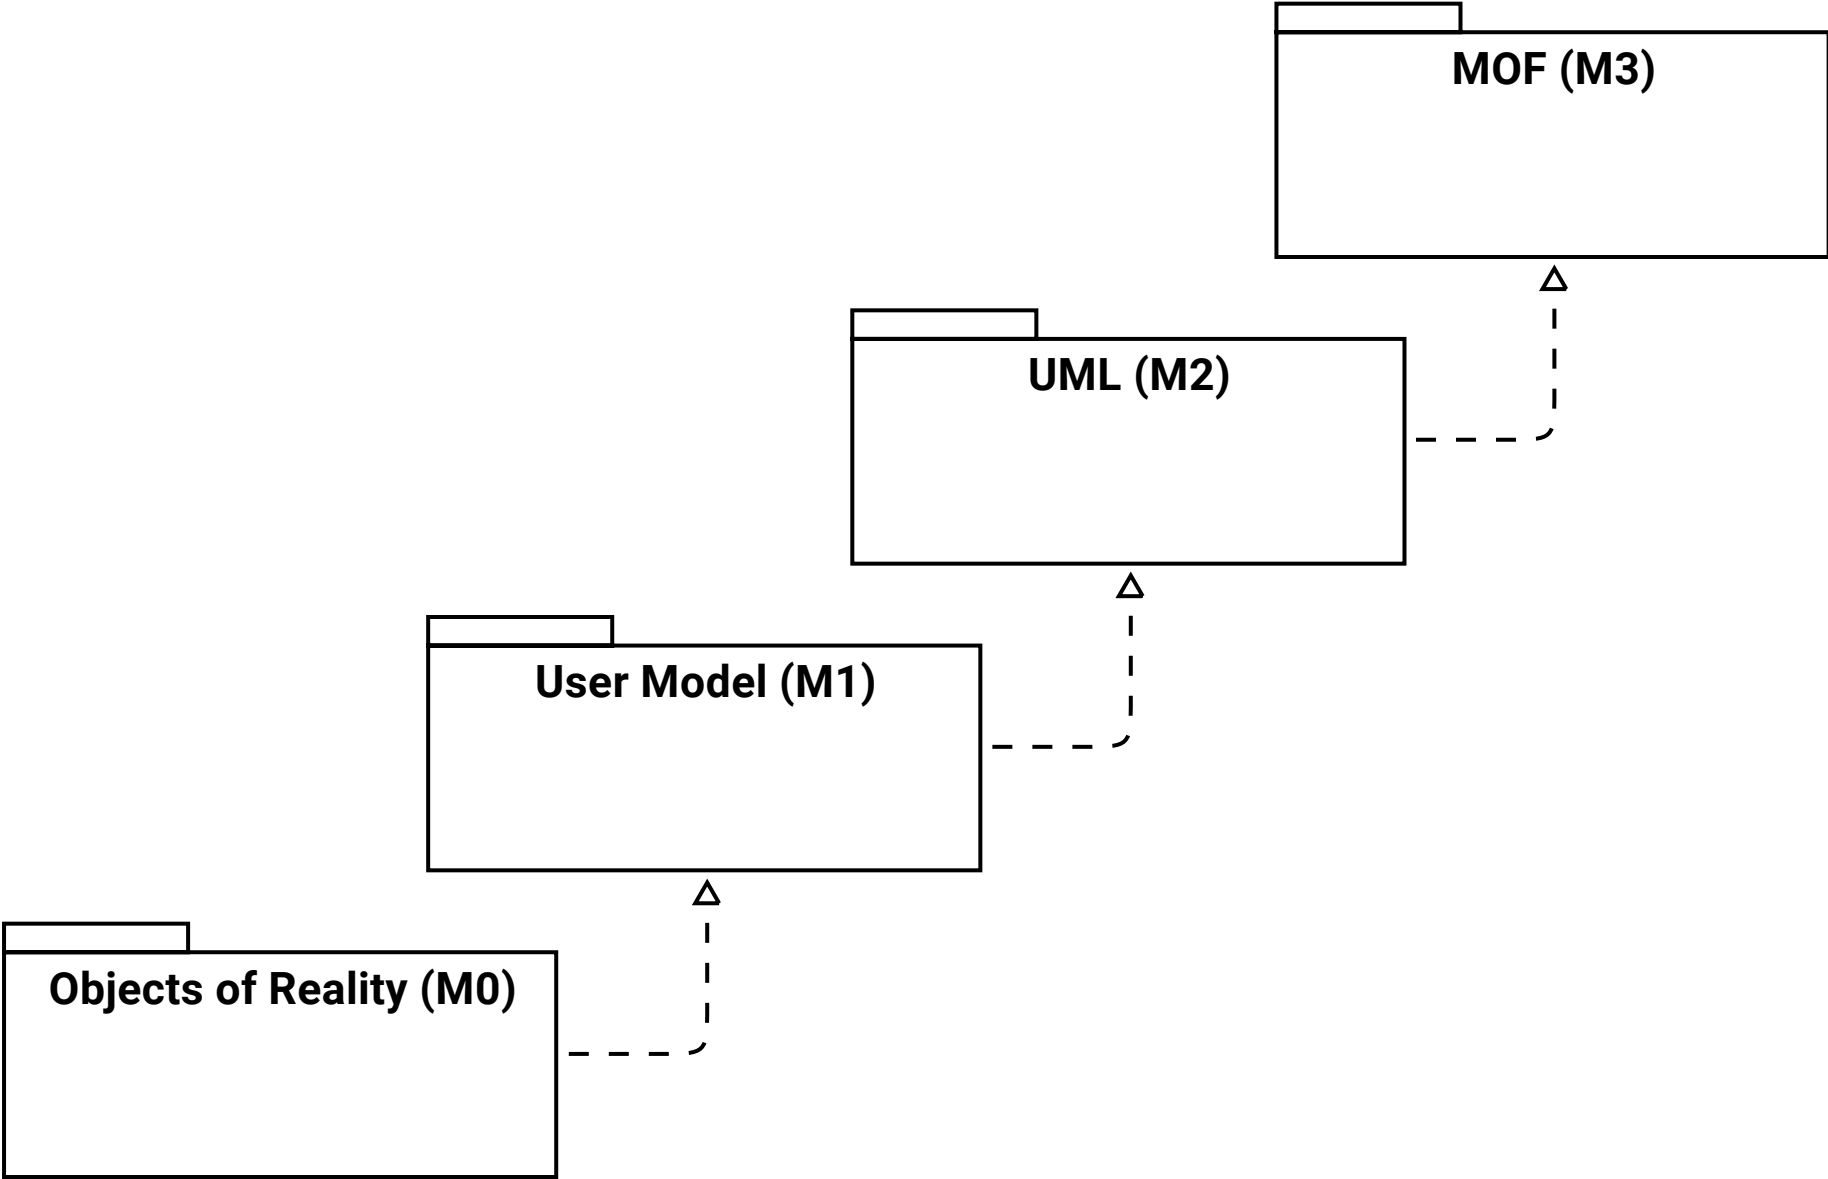 MOF (M3)
UML (M2)
User Model (M1)
Objects of Reality (M0)